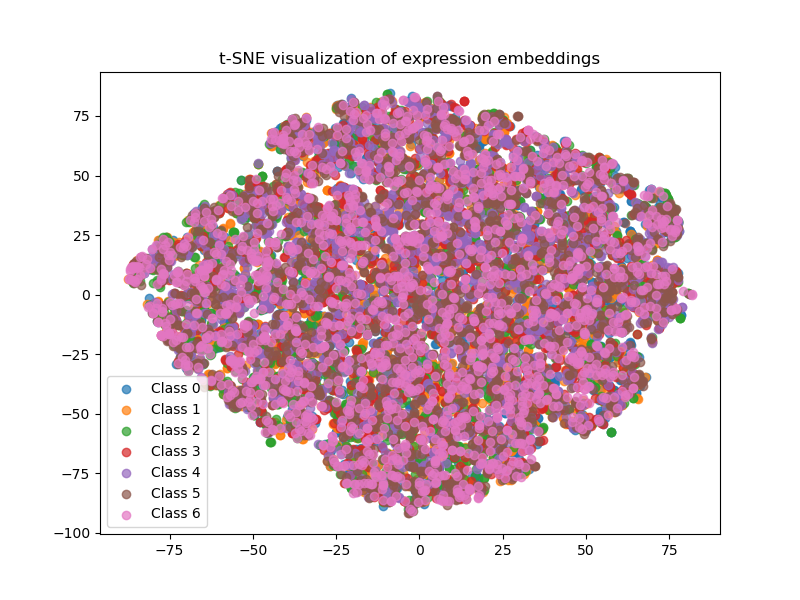 t-SNE visualization of expression embeddings
75
50
25
0
−25
−50
−75
−100
−75
−50
−25
0
25
50
75
Class 0
Class 1
Class 2
Class 3
Class 4
Class 5
Class 6